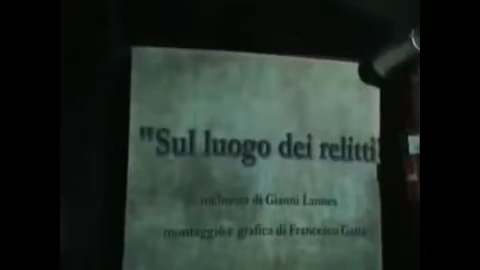 "Sul luogo dei relitti"
inchiesta di Gianni Lannes
montaggio e grafica di Francesco